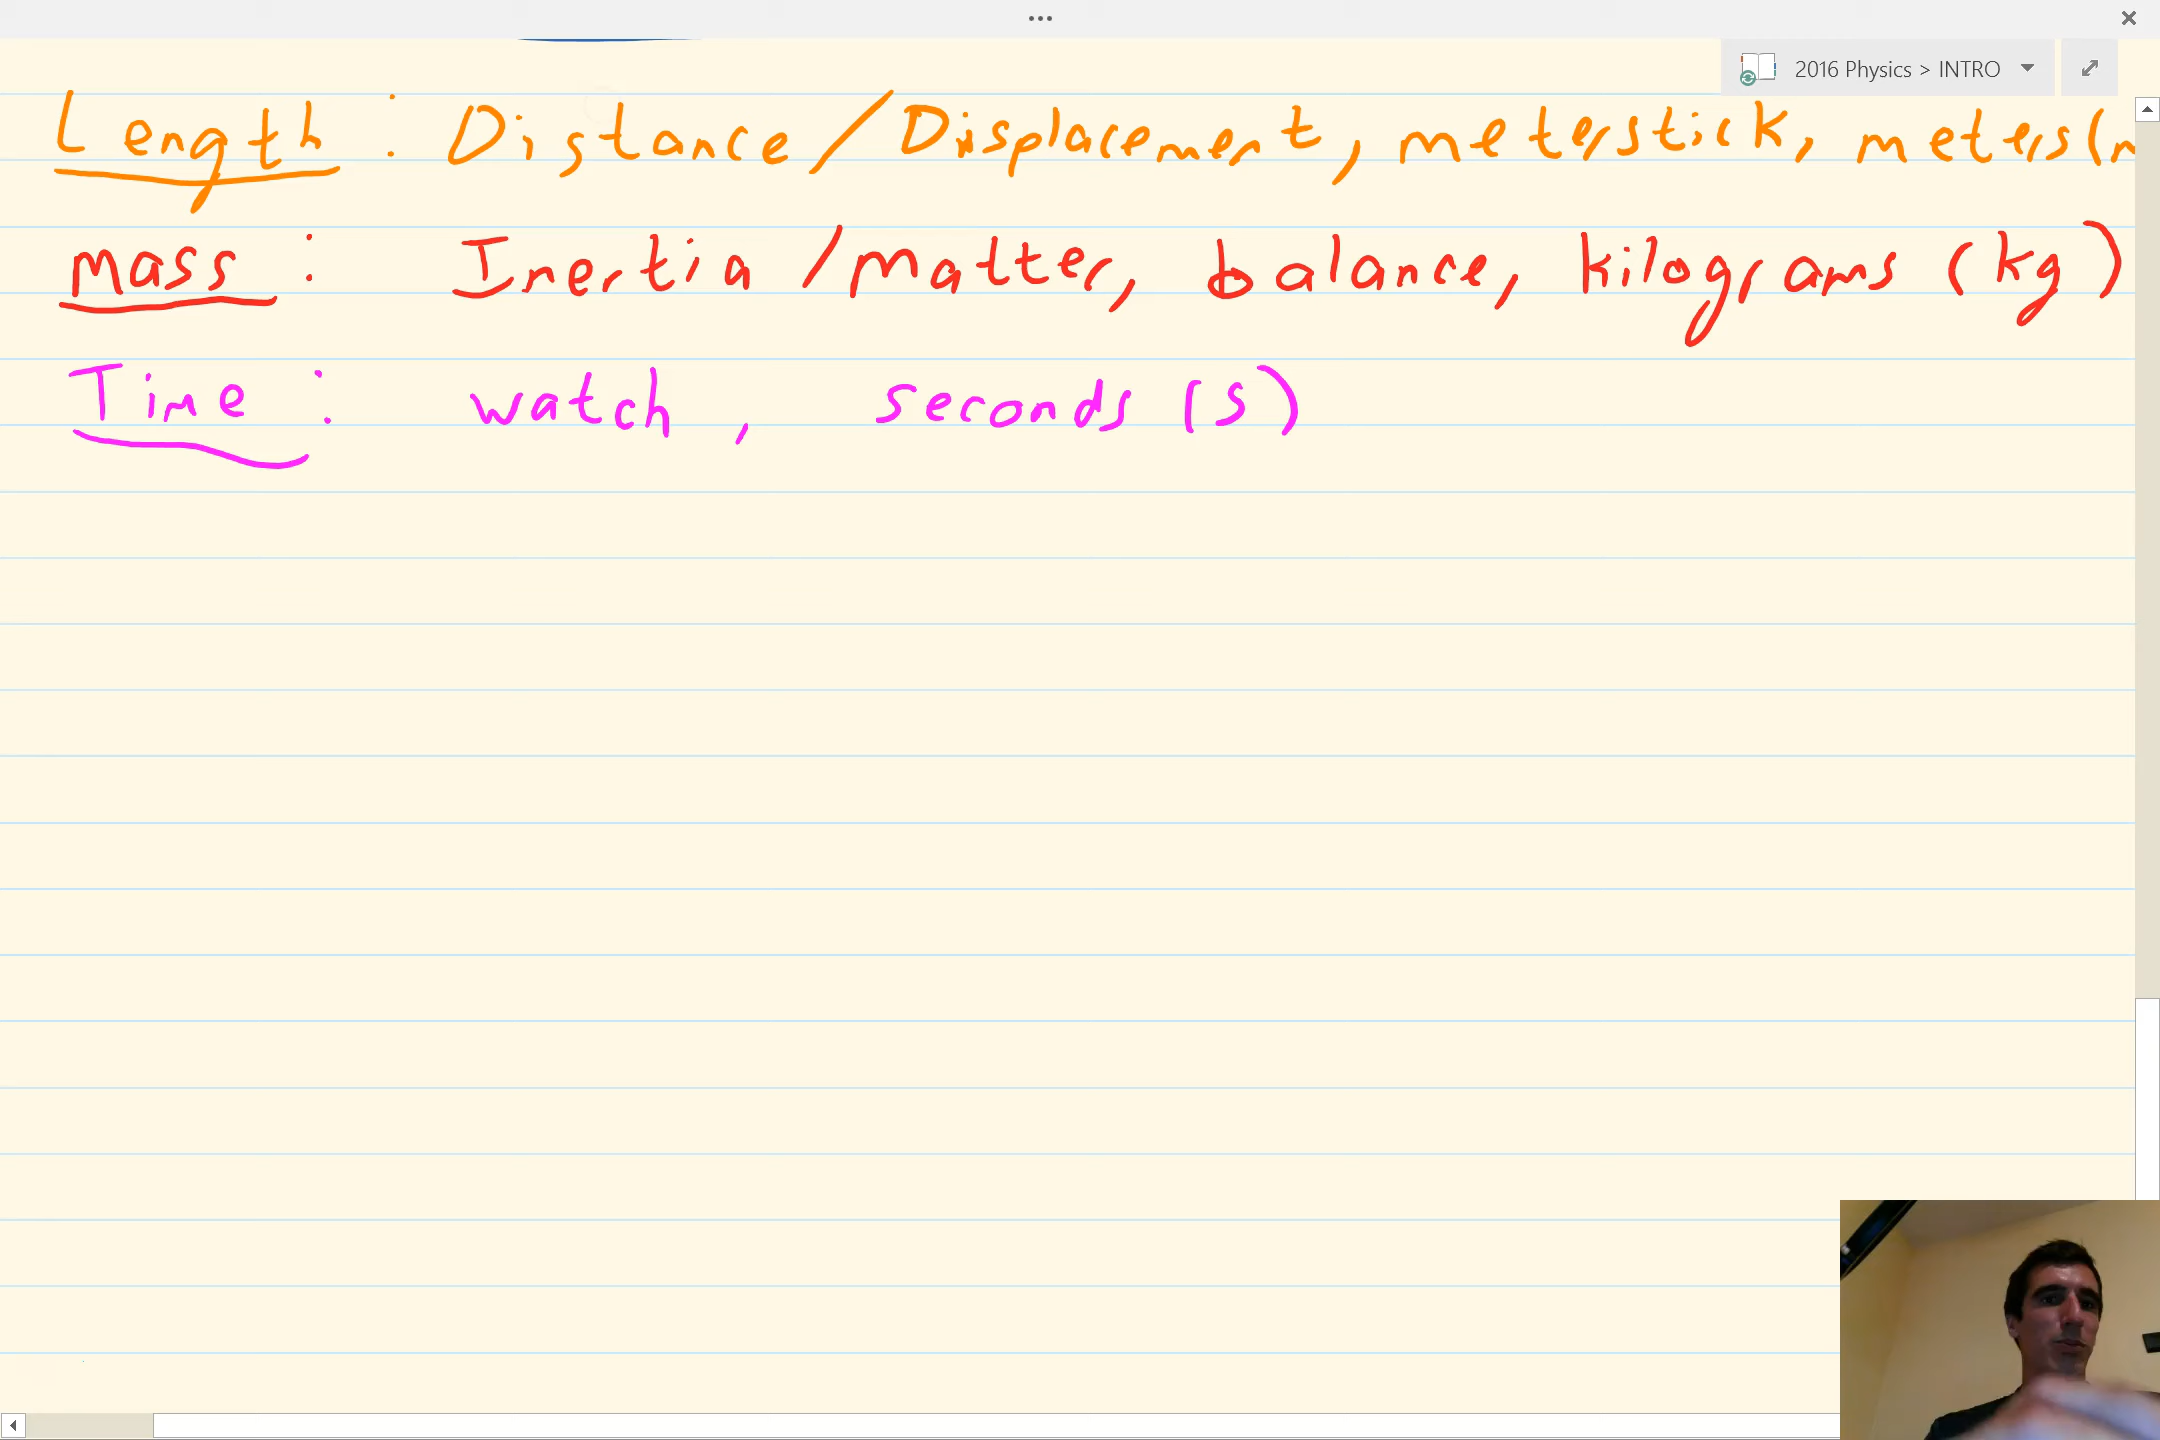 2016 Physics > INTRO
Length : Distance/Displacement, meterstick, meters(m
mass : Inertia /matter, balance, kilograms (kg)
Time : watch, seconds (s)